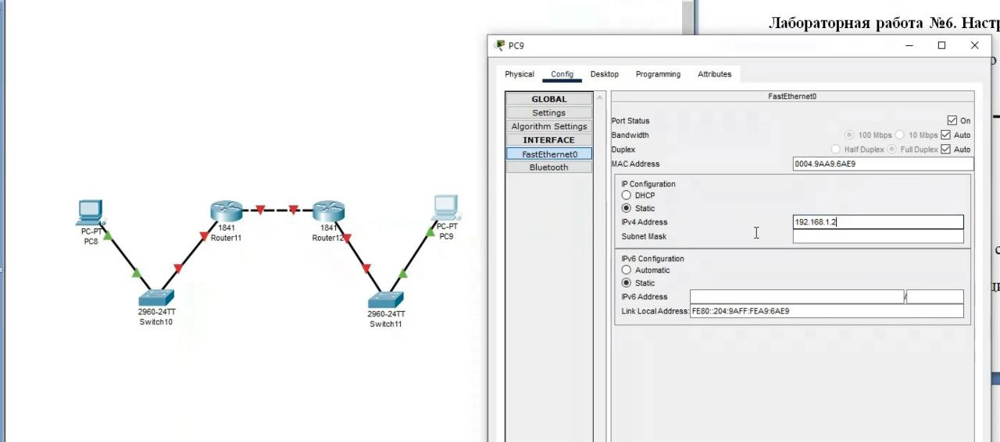 Лабораторная работа №6. Настр
PC9
Physical Config Desktop Programming Attributes
GLOBAL
Settings
Algorithm Settings
INTERFACE
FastEthernet0
Bluetooth
FastEthernet0
Port Status On
Bandwidth 100 Mbps 10 Mbps Auto
Duplex Half Duplex Full Duplex Auto
MAC Address 0004.9AA9.6AE9
IP Configuration
DHCP
Static
IPv4 Address 192.168.1.2
Subnet Mask
IPv6 Configuration
Automatic
Static
IPv6 Address /
Link Local Address: FE80::204:9AFF:FEA9:6AE9
PC-PT
PC8
1841
Router11
1841
Router12
PC-PT
PC9
2960-24TT
Switch10
2960-24TT
Switch11